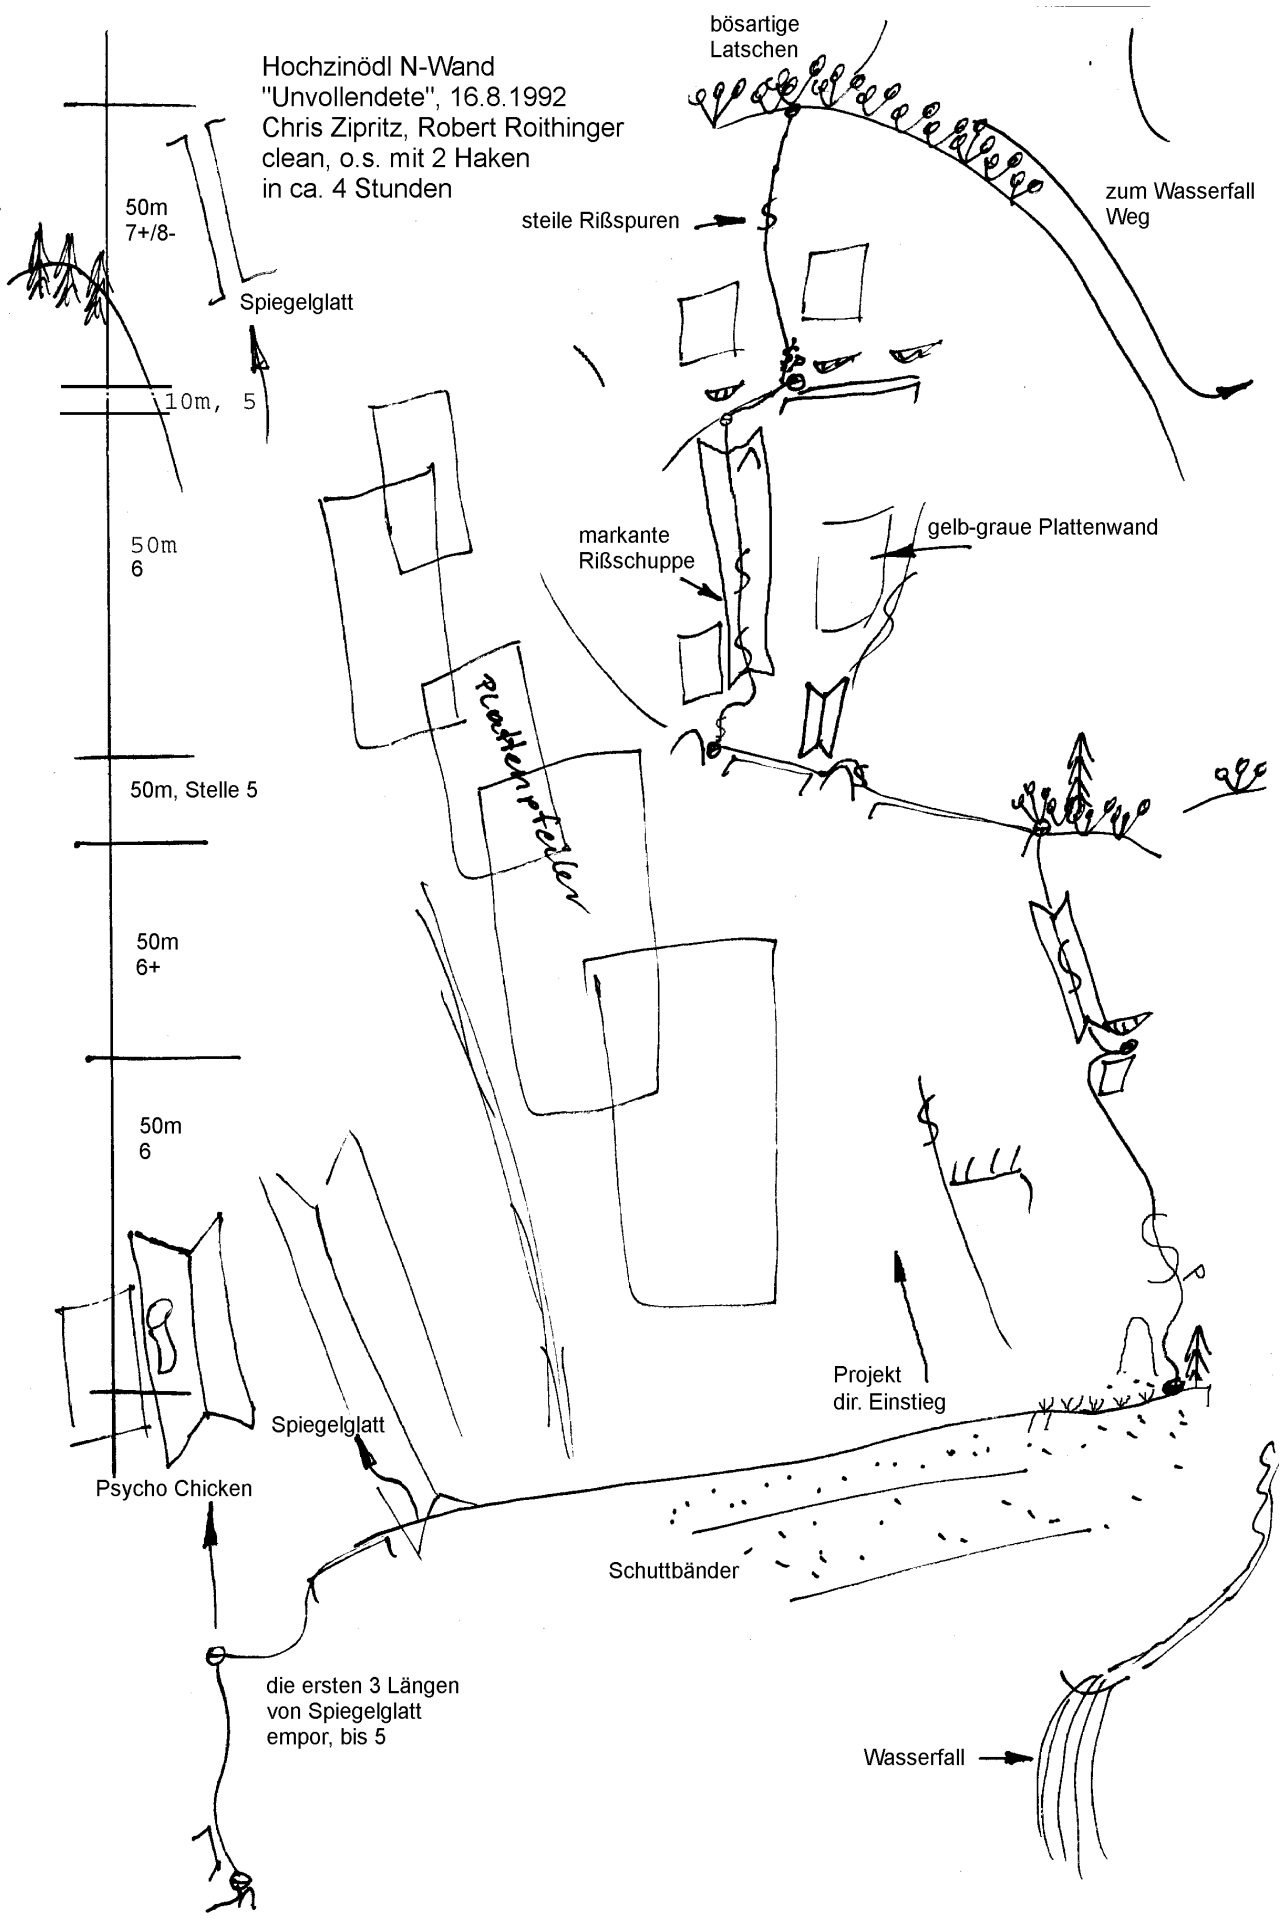 bösartige
Latschen
Hochzinödl N-Wand
"Unvollendete", 16.8.1992
Chris Zipritz, Robert Roithinger
clean, o.s. mit 2 Haken
in ca. 4 Stunden
zum Wasserfall
Weg
50m
7+/8-
steile Rißspuren
Spiegelglatt
10m, 5
markante
Rißschuppe
gelb-graue Plattenwand
50m
6
Plattenpfeiler
50m, Stelle 5
50m
6+
50m
6
Projekt
dir. Einstieg
Spiegelglatt
Psycho Chicken
Schuttbänder
die ersten 3 Längen
von Spiegelglatt
empor, bis 5
Wasserfall